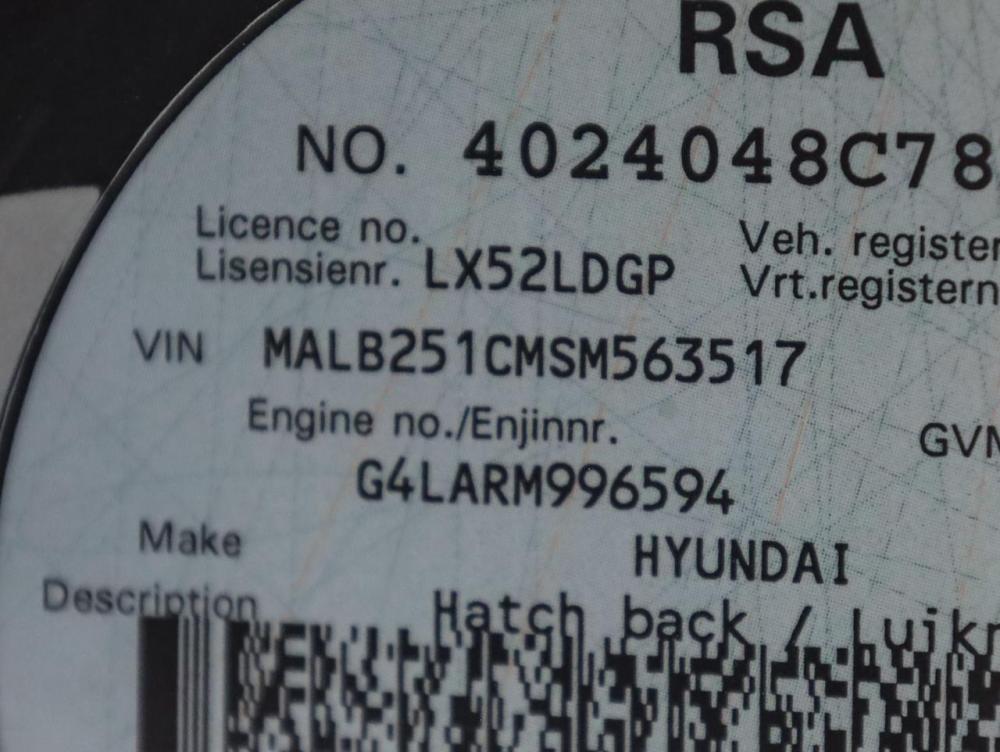 RSA
NO. 4024048C78
Licence no.
Veh. register
Lisensienr. LX52LDGP
Vrt.registern
VIN MALB251CMSM563517
Engine no./Enjinnr.
GVM
G4LARM996594
Make HYUNDAI
Description Hatch back / Luikr